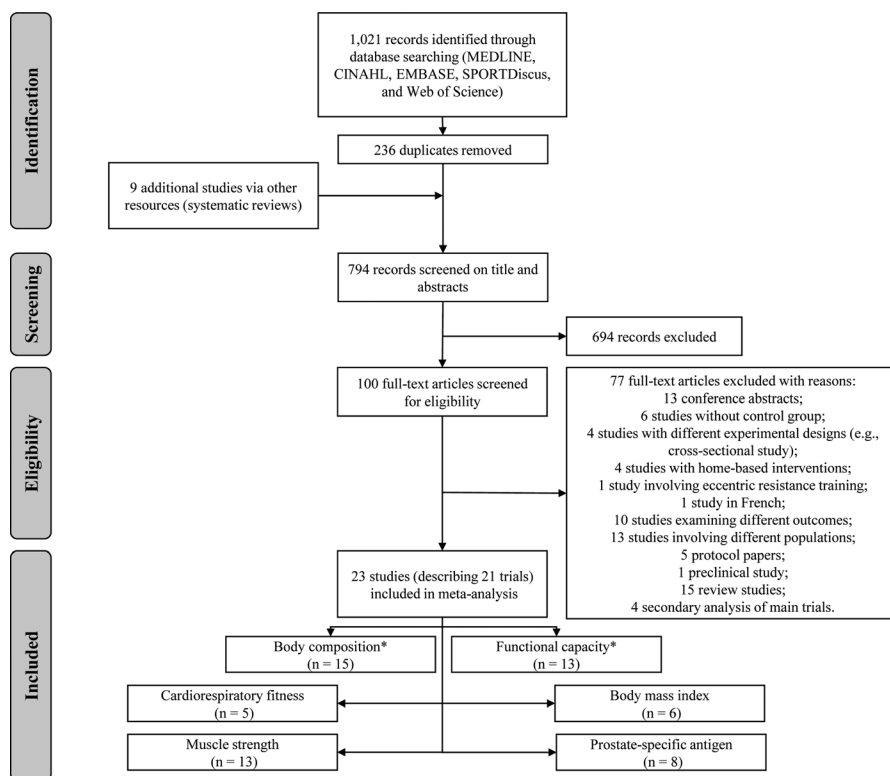 Identification
1,021 records identified through
database searching (MEDLINE,
CINAHL, EMBASE, SPORTDiscus,
and Web of Science)
236 duplicates removed
9 additional studies via other
resources (systematic reviews)
Screening
794 records screened on title and
abstracts
694 records excluded
Eligibility
100 full-text articles screened
for eligibility
77 full-text articles excluded with reasons:
13 conference abstracts;
6 studies without control group;
4 studies with different experimental designs (e.g.,
cross-sectional study);
4 studies with home-based interventions;
1 study involving eccentric resistance training;
1 study in French;
10 studies examining different outcomes;
13 studies involving different populations;
5 protocol papers;
1 preclinical study;
15 review studies;
4 secondary analysis of main trials.
Included
23 studies (describing 21 trials)
included in meta-analysis
Body composition*
(n = 15)
Functional capacity*
(n = 13)
Cardiorespiratory fitness
(n = 5)
Body mass index
(n = 6)
Muscle strength
(n = 13)
Prostate-specific antigen
(n = 8)